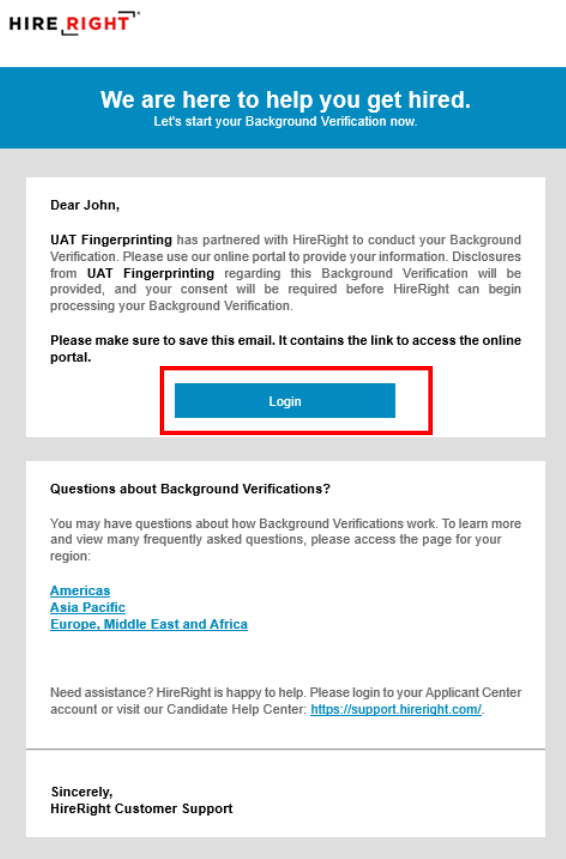 HIRE RIGHT
We are here to help you get hired.
Let's start your Background Verification now.
Dear John,
UAT Fingerprinting has partnered with HireRight to conduct your Background
Verification. Please use our online portal to provide your information. Disclosures
from UAT Fingerprinting regarding this Background Verification will be
provided, and your consent will be required before HireRight can begin
processing your Background Verification.
Please make sure to save this email. It contains the link to access the online
portal.
Login
Questions about Background Verifications?
You may have questions about how Background Verifications work. To learn more
and view many frequently asked questions, please access the page for your
region:
Americas
Asia Pacific
Europe, Middle East and Africa
Need assistance? HireRight is happy to help. Please login to your Applicant Center
account or visit our Candidate Help Center: https://support.hireright.com/.
Sincerely,
HireRight Customer Support